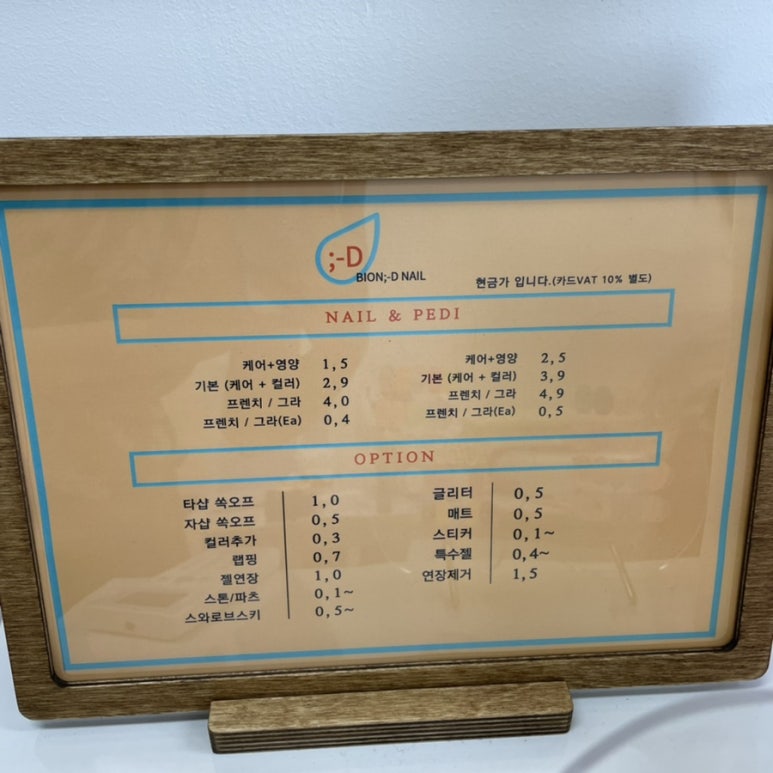 ;-D
BION;-D NAIL
현금가 입니다.(카드VAT 10% 별도)
NAIL & PEDI
케어+영양 1,5
기본 (케어 + 컬러) 2,9
프렌치 / 그라 4,0
프렌치 / 그라(Ea) 0,4
케어+영양 2,5
기본 (케어 + 컬러) 3,9
프렌치 / 그라 4,9
프렌치 / 그라(Ea) 0,5
OPTION
타샵 쏙오프 1,0
자샵 쏙오프 0,5
컬러추가 0,3
랩핑 0,7
젤연장 1,0
스톤/파츠 0,1~
스와로브스키 0,5~
글리터 0,5
매트 0,5
스티커 0,1~
특수젤 0,4~
연장제거 1,5